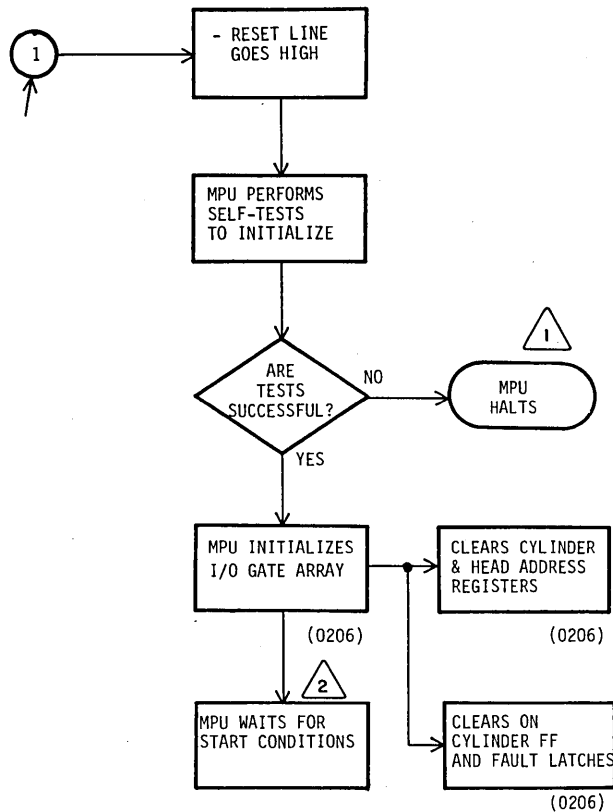 1
- RESET LINE
GOES HIGH
MPU PERFORMS
SELF-TESTS
TO INITIALIZE
ARE
TESTS
SUCCESSFUL?
NO
1
MPU
HALTS
YES
MPU INITIALIZES
I/O GATE ARRAY
(0206)
CLEARS CYLINDER
& HEAD ADDRESS
REGISTERS
(0206)
2
MPU WAITS FOR
START CONDITIONS
CLEARS ON
CYLINDER FF
AND FAULT LATCHES
(0206)